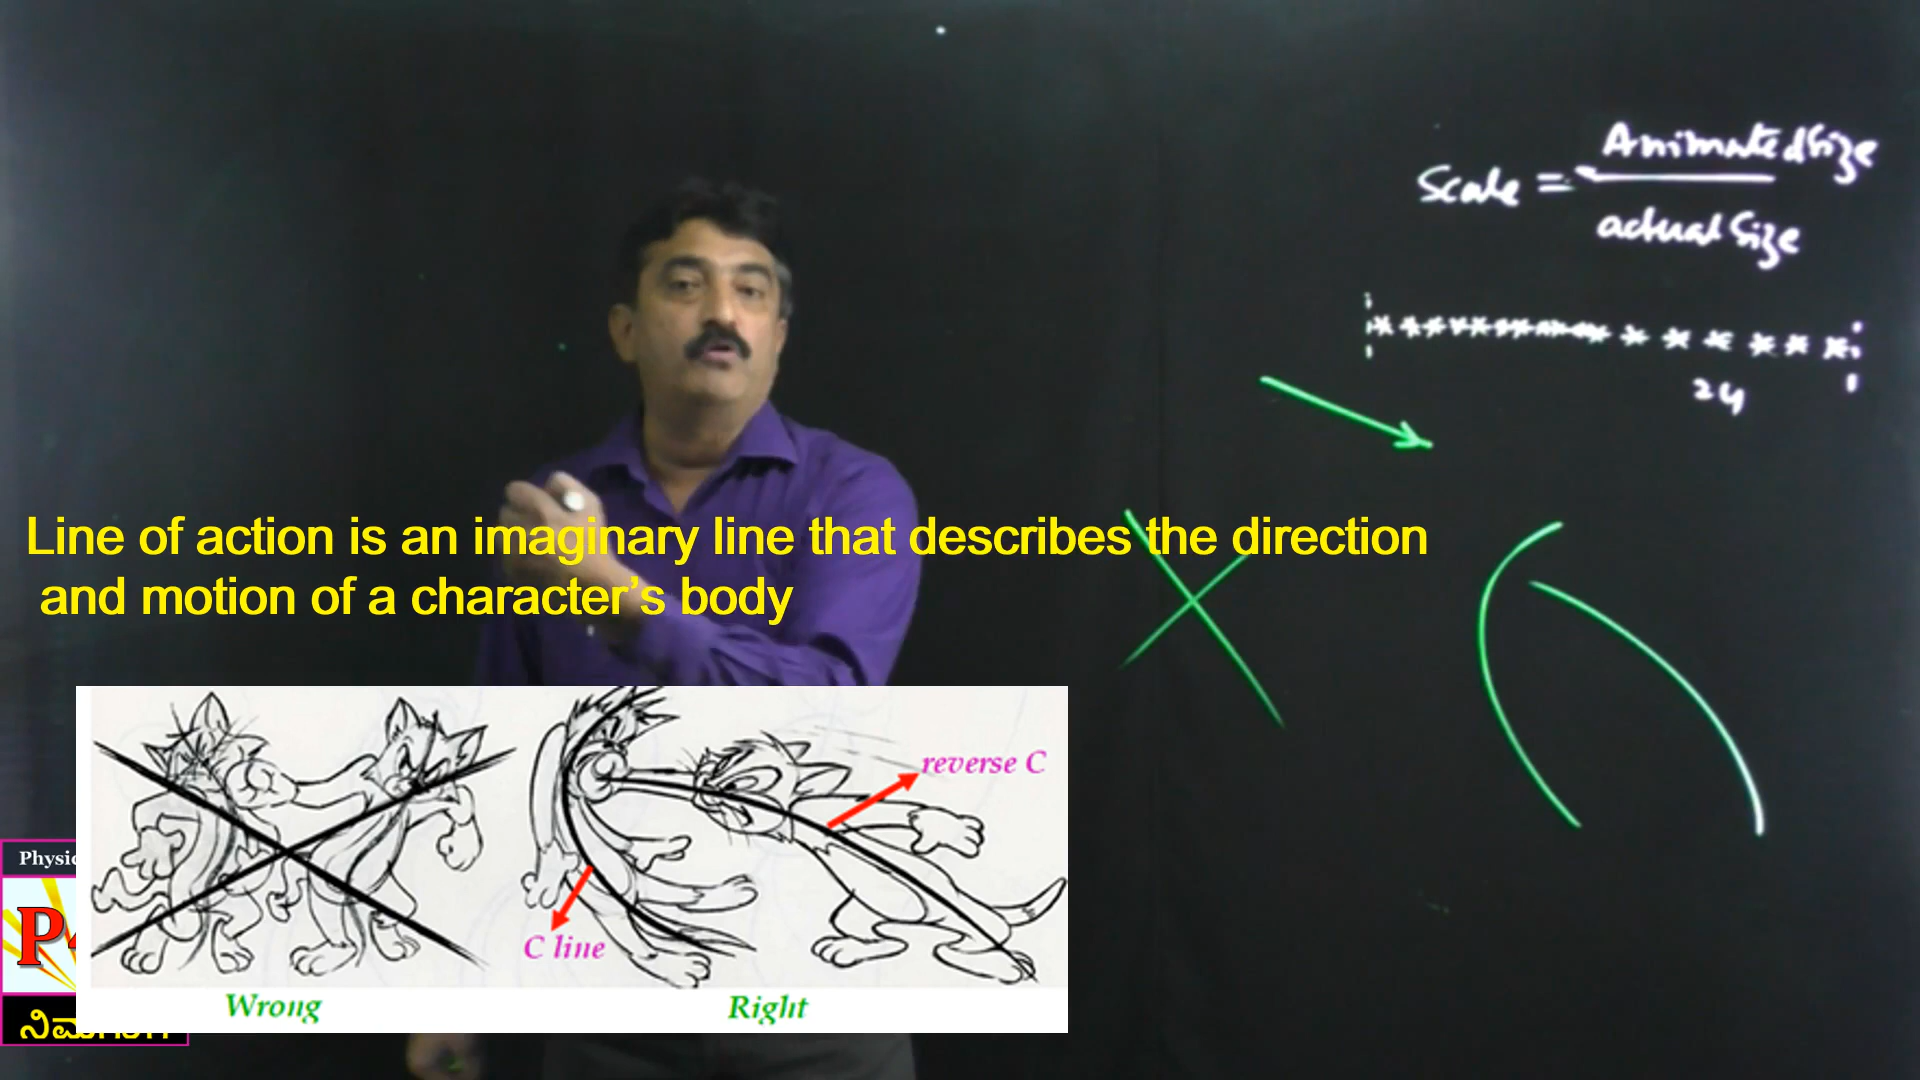 Scale = Animated Size
actual Size
24
Line of action is an imaginary line that describes the direction
and motion of a character’s body
reverse C
C line
Wrong
Right